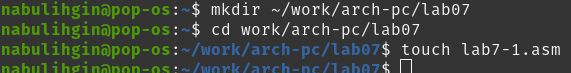 nabulihgin@pop-os:~$ mkdir ~/work/arch-pc/lab07
nabulihgin@pop-os:~$ cd work/arch-pc/lab07
nabulihgin@pop-os:~/work/arch-pc/lab07$ touch lab7-1.asm
nabulihgin@pop-os:~/work/arch-pc/lab07$